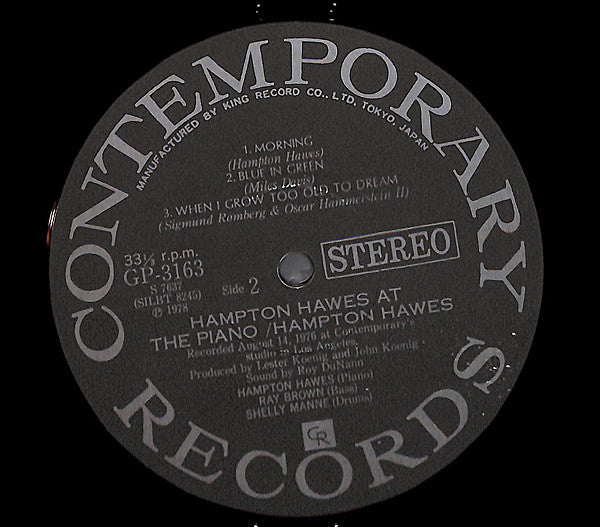 CONTEMPORARY
MANUFACTURED BY KING RECORD CO., LTD, TOKYO, JAPAN
1. MORNING
(Hampton Hawes)
2. BLUE IN GREEN
(Miles Davis)
3. WHEN I GROW TOO OLD TO DREAM
(Sigmund Romberg & Oscar Hammerstein II)
33⅓ r.p.m.
GP-3163
S 7637
(SILBT 8245)
℗ 1978
Side 2
STEREO
HAMPTON HAWES AT
THE PIANO /HAMPTON HAWES
Recorded August 14, 1976 at Contemporary's
studio in Los Angeles
Produced by Lester Koenig and John Koenig
Sound by Roy DuNann
HAMPTON HAWES (Piano)
RAY BROWN (Bass)
SHELLY MANNE (Drums)
CR
RECORDS